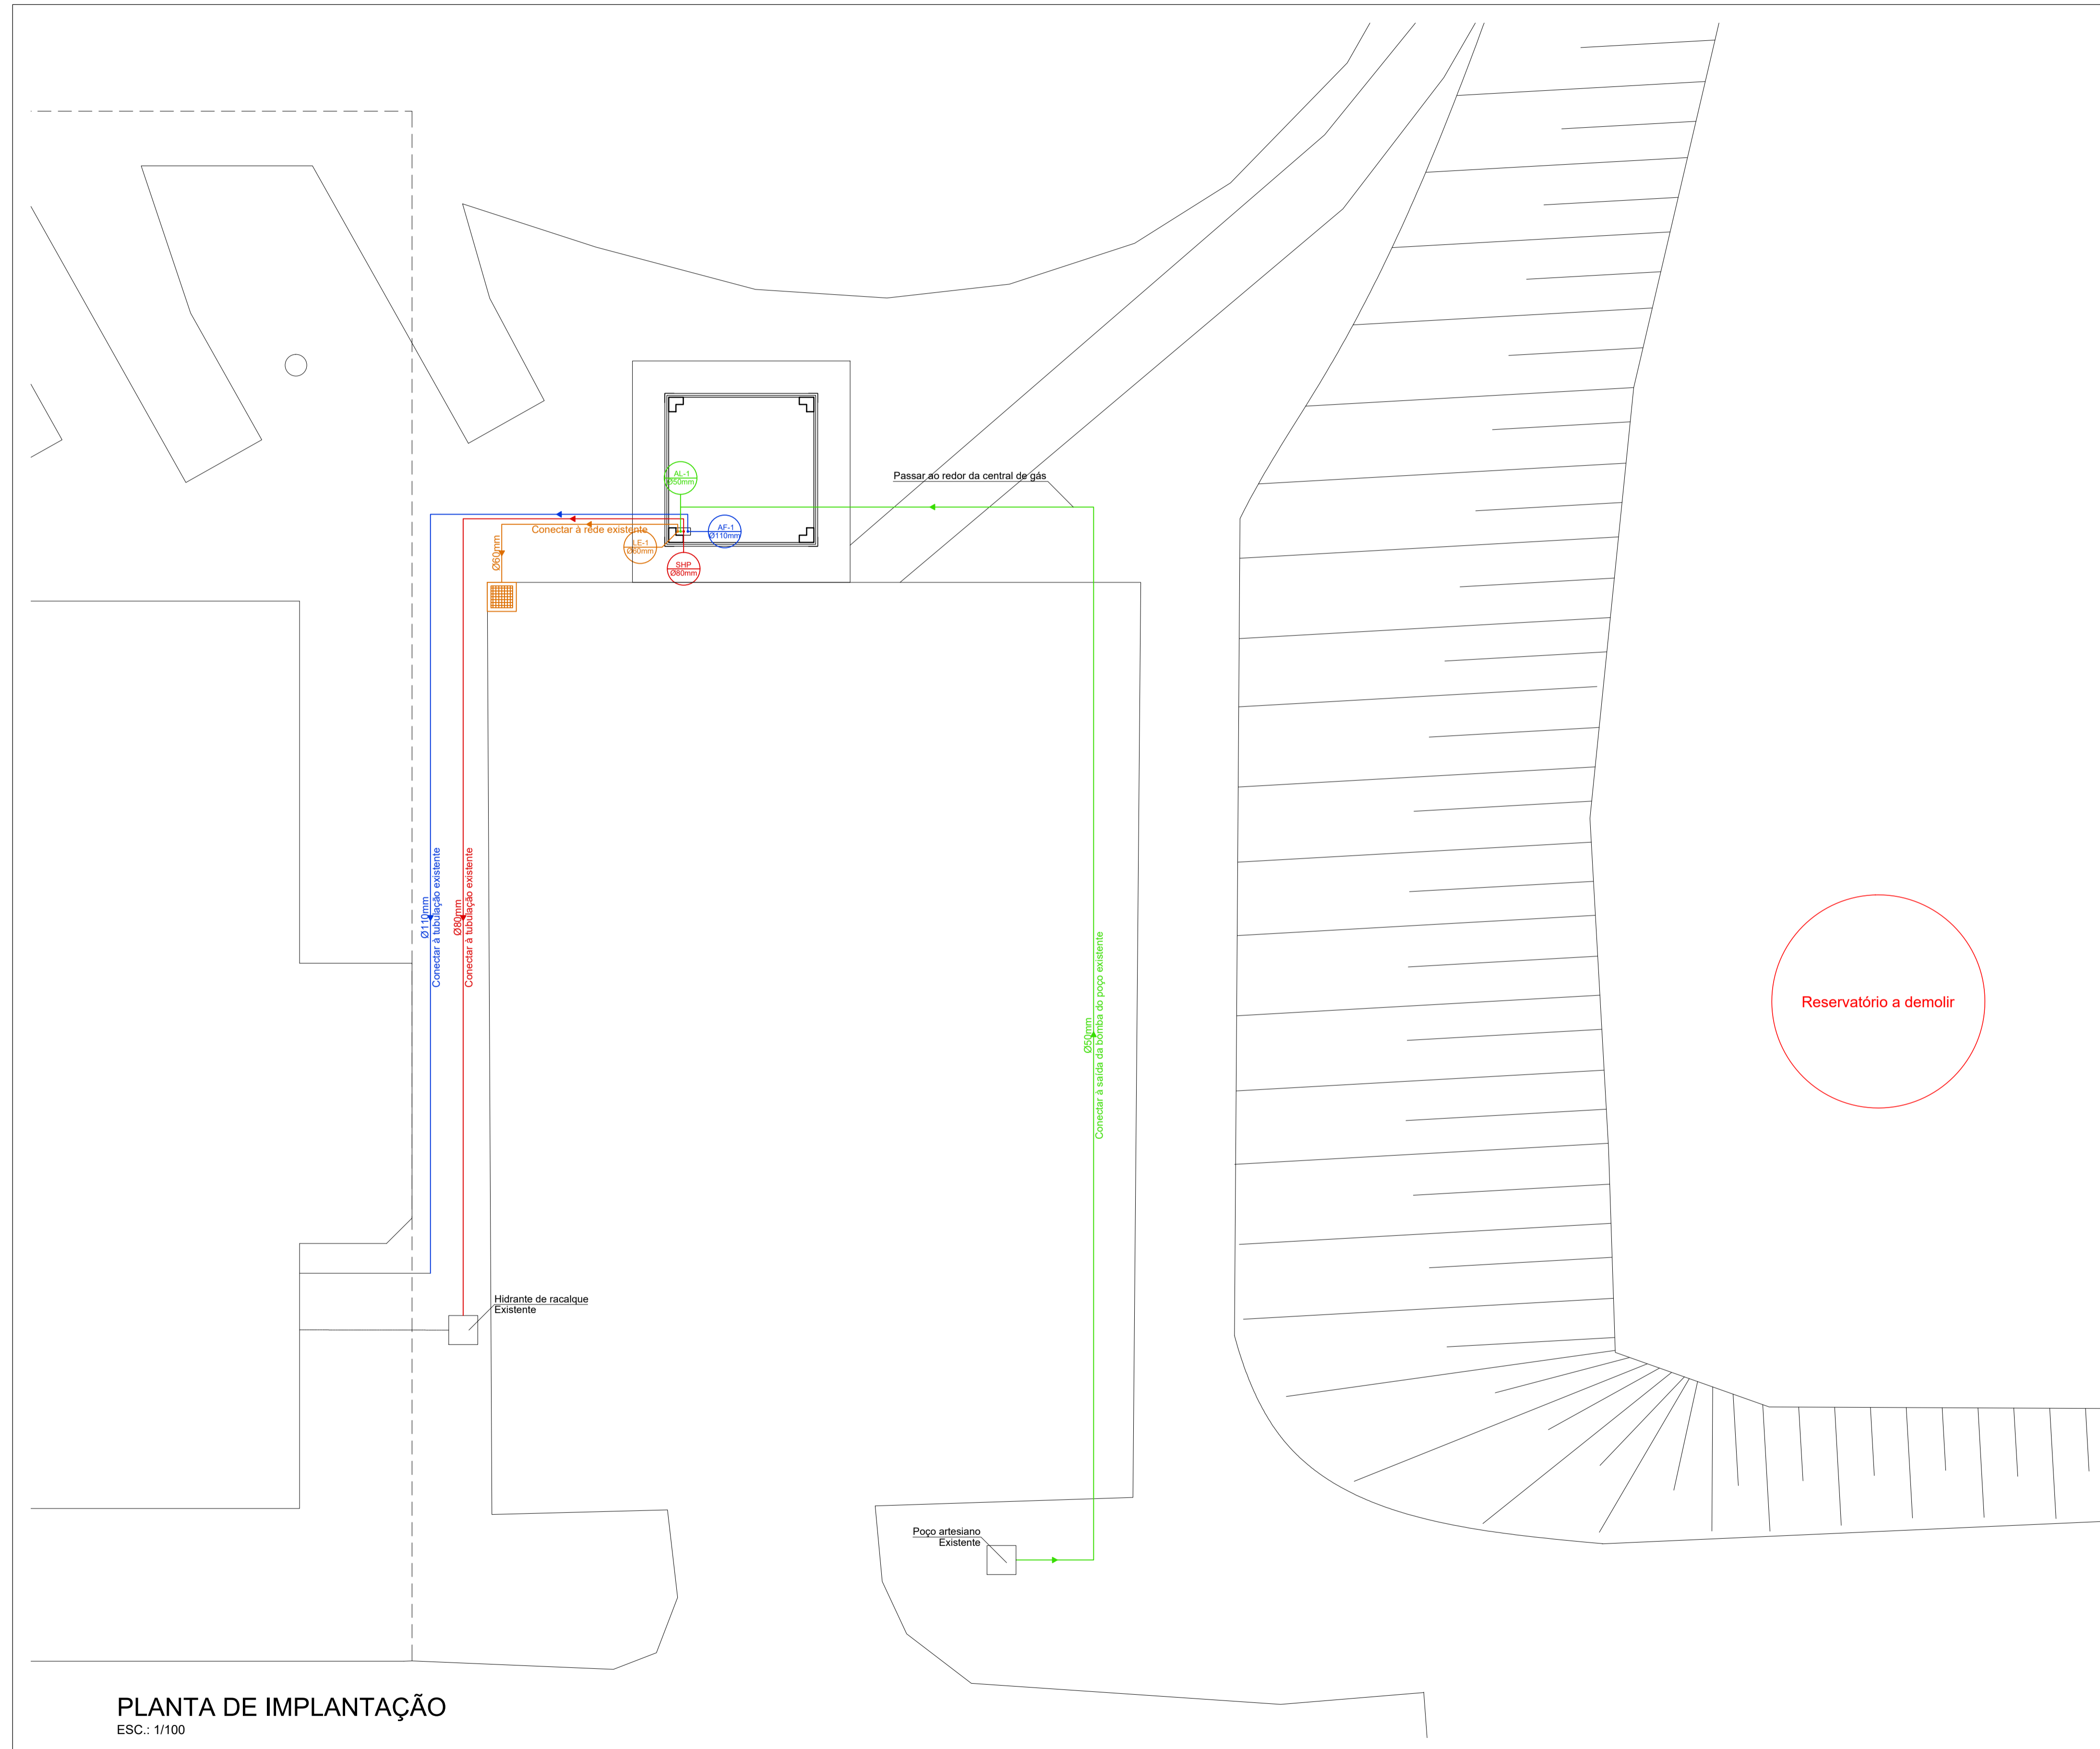 Passar ao redor da central de gás
AL-1
Ø50mm
AF-1
Ø110mm
Conectar à rede existente
LE-1
Ø60mm
Ø60mm
SHP
Ø80mm
Ø110mm
Conectar à tubulação existente
Ø80mm
Conectar à tubulação existente
Ø50mm
Conectar à saída da bomba do poço existente
Reservatório a demolir
Hidrante de racalque
Existente
Poço artesiano
Existente
PLANTA DE IMPLANTAÇÃO
ESC.: 1/100